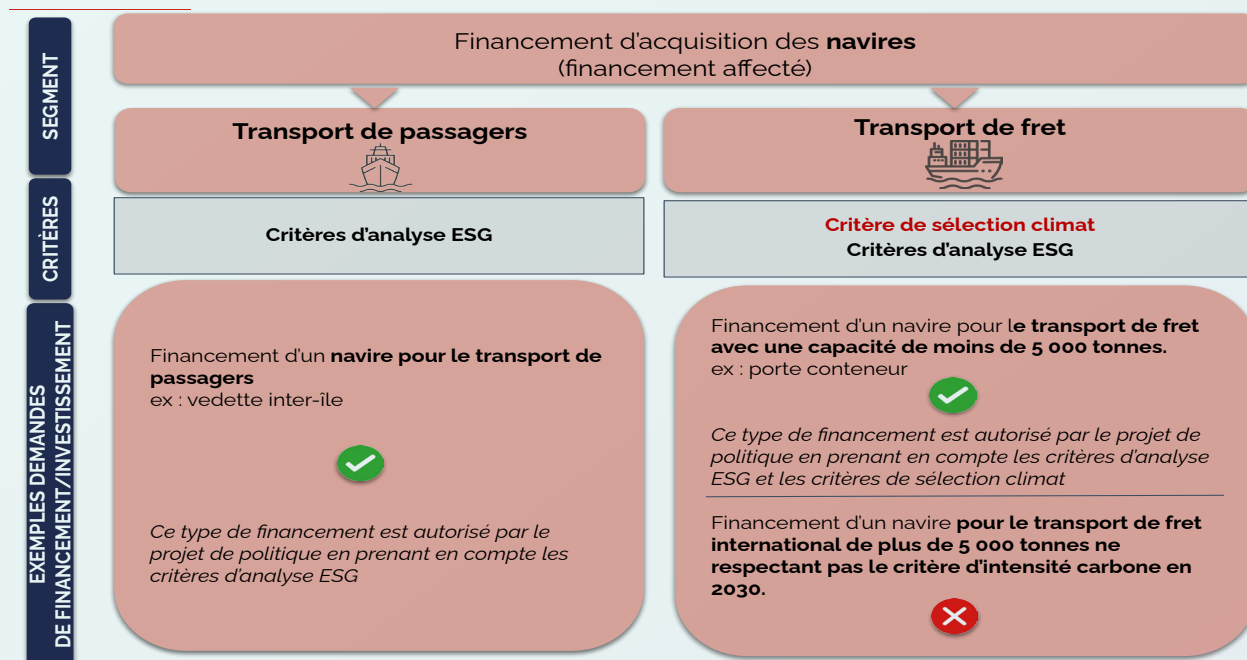 SEGMENT
Financement d'acquisition des navires
(financement affecté)
Transport de passagers
Transport de fret
CRITÈRES
Critères d'analyse ESG
Critère de sélection climat
Critères d'analyse ESG
EXEMPLES DEMANDES
DE FINANCEMENT/INVESTISSEMENT
Financement d'un navire pour le transport de
passagers
ex : vedette inter-île
Ce type de financement est autorisé par le
projet de politique en prenant en compte les
critères d'analyse ESG
Financement d'un navire pour le transport de fret
avec une capacité de moins de 5 000 tonnes.
ex : porte conteneur
Ce type de financement est autorisé par le projet de
politique en prenant en compte les critères d'analyse
ESG et les critères de sélection climat
Financement d'un navire pour le transport de fret
international de plus de 5 000 tonnes ne
respectant pas le critère d'intensité carbone en
2030.